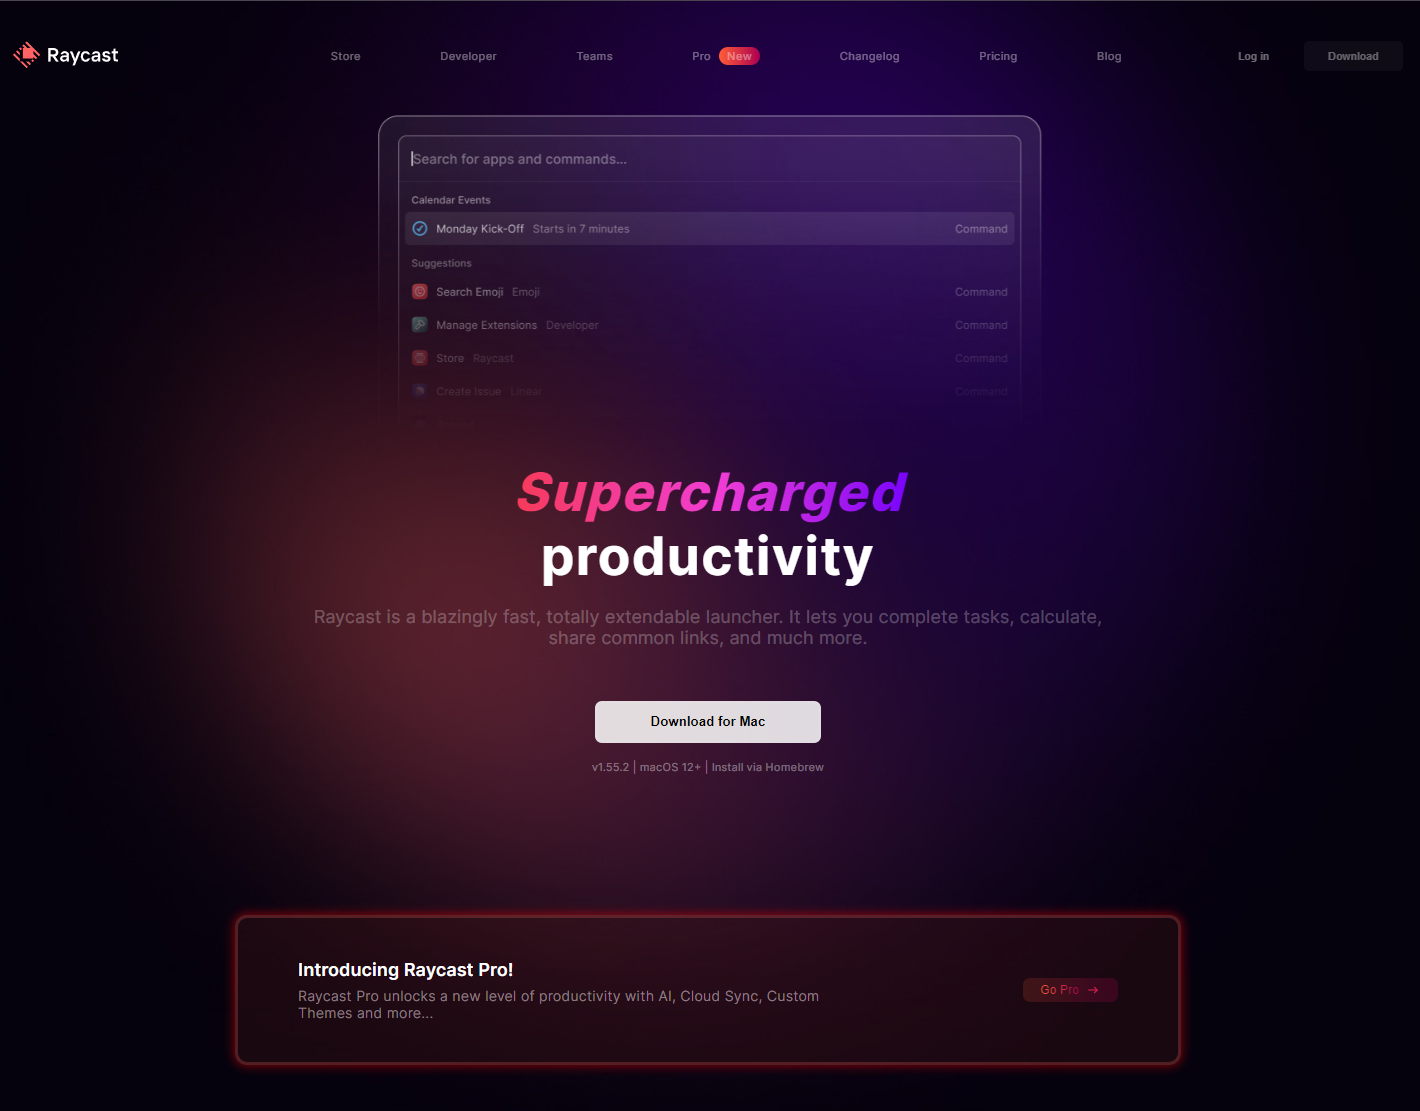 Raycast
Store Developer Teams Pro New Changelog Pricing Blog Log in Download
Search for apps and commands...
Calendar Events
Monday Kick-Off Starts in 7 minutes Command
Suggestions
Search Emoji Emoji Command
Manage Extensions Developer Command
Store Raycast Command
Create Issue Linear Command
Supercharged
productivity
Raycast is a blazingly fast, totally extendable launcher. It lets you complete tasks, calculate,
share common links, and much more.
Download for Mac
v1.55.2 | macOS 12+ | Install via Homebrew
Introducing Raycast Pro!
Raycast Pro unlocks a new level of productivity with AI, Cloud Sync, Custom
Themes and more...
Go Pro →